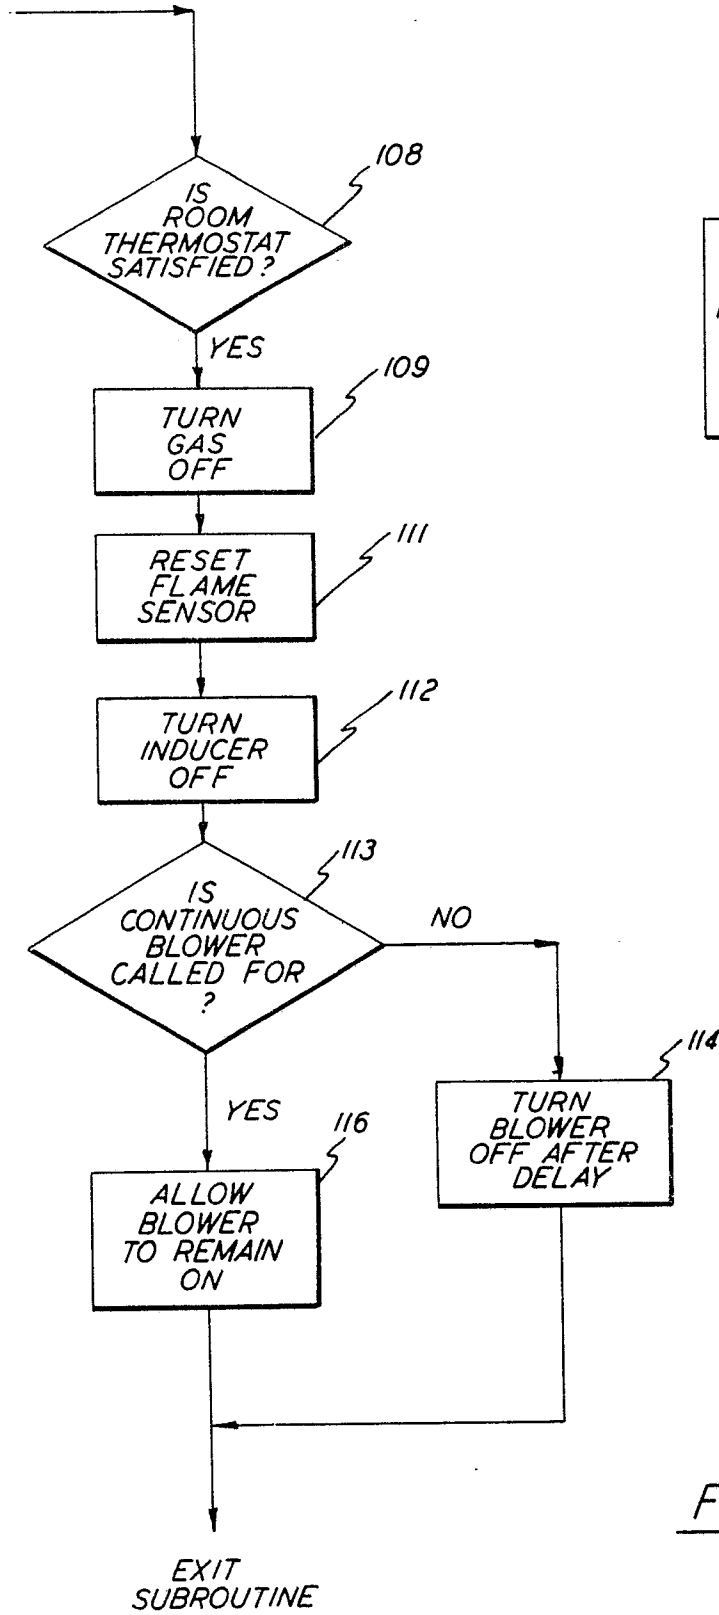 108
IS
ROOM
THERMOSTAT
SATISFIED?
YES
109
TURN
GAS
OFF
111
RESET
FLAME
SENSOR
112
TURN
INDUCER
OFF
113
IS
CONTINUOUS
BLOWER
CALLED FOR
?
NO
114
TURN
BLOWER
OFF AFTER
DELAY
YES
116
ALLOW
BLOWER
TO REMAIN
ON
F
EXIT
SUBROUTINE